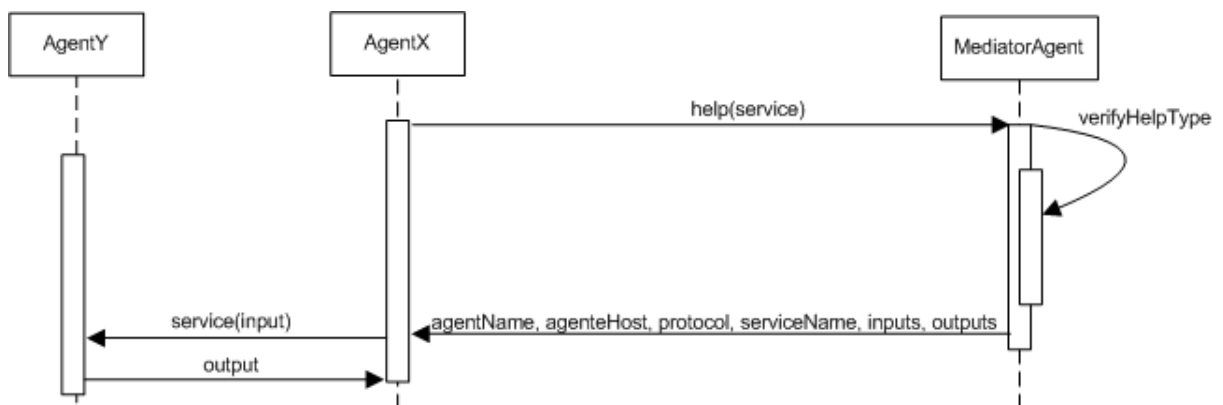 AgentY
AgentX
MediatorAgent
help(service)
verifyHelpType
agentName, agenteHost, protocol, serviceName, inputs, outputs
service(input)
output